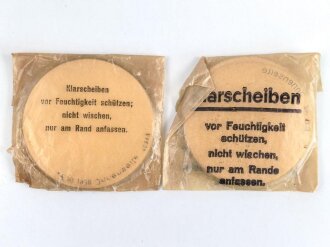 Klarscheiben
vor Feuchtigkeit schützen;
nicht wischen,
nur am Rand anfassen.
Klarscheiben
vor Feuchtigkeit
schützen,
nicht wischen,
nur am Rande
anfassen.